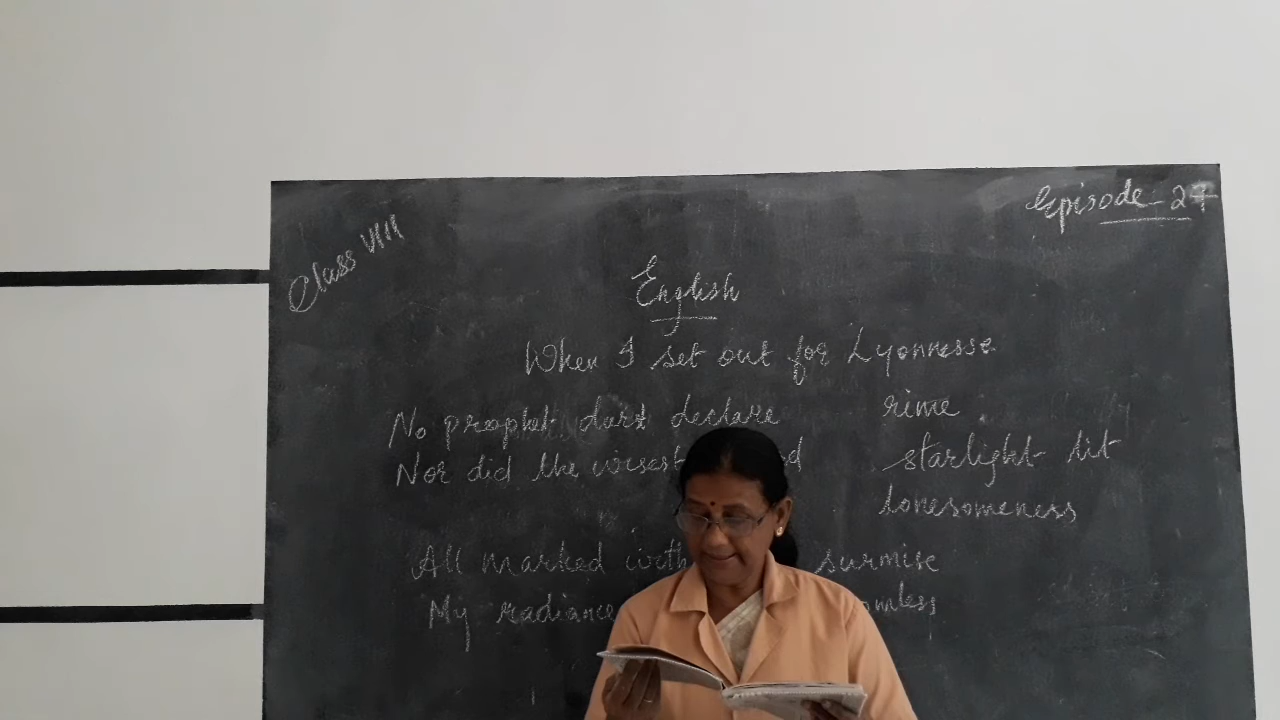 Class VIII
Episode - 27
English
When I set out for Lyonnesse
No prophet durst declare
Nor did the wisest
rime
starlight lit
lonesomeness
All marked with surmise
My radiance